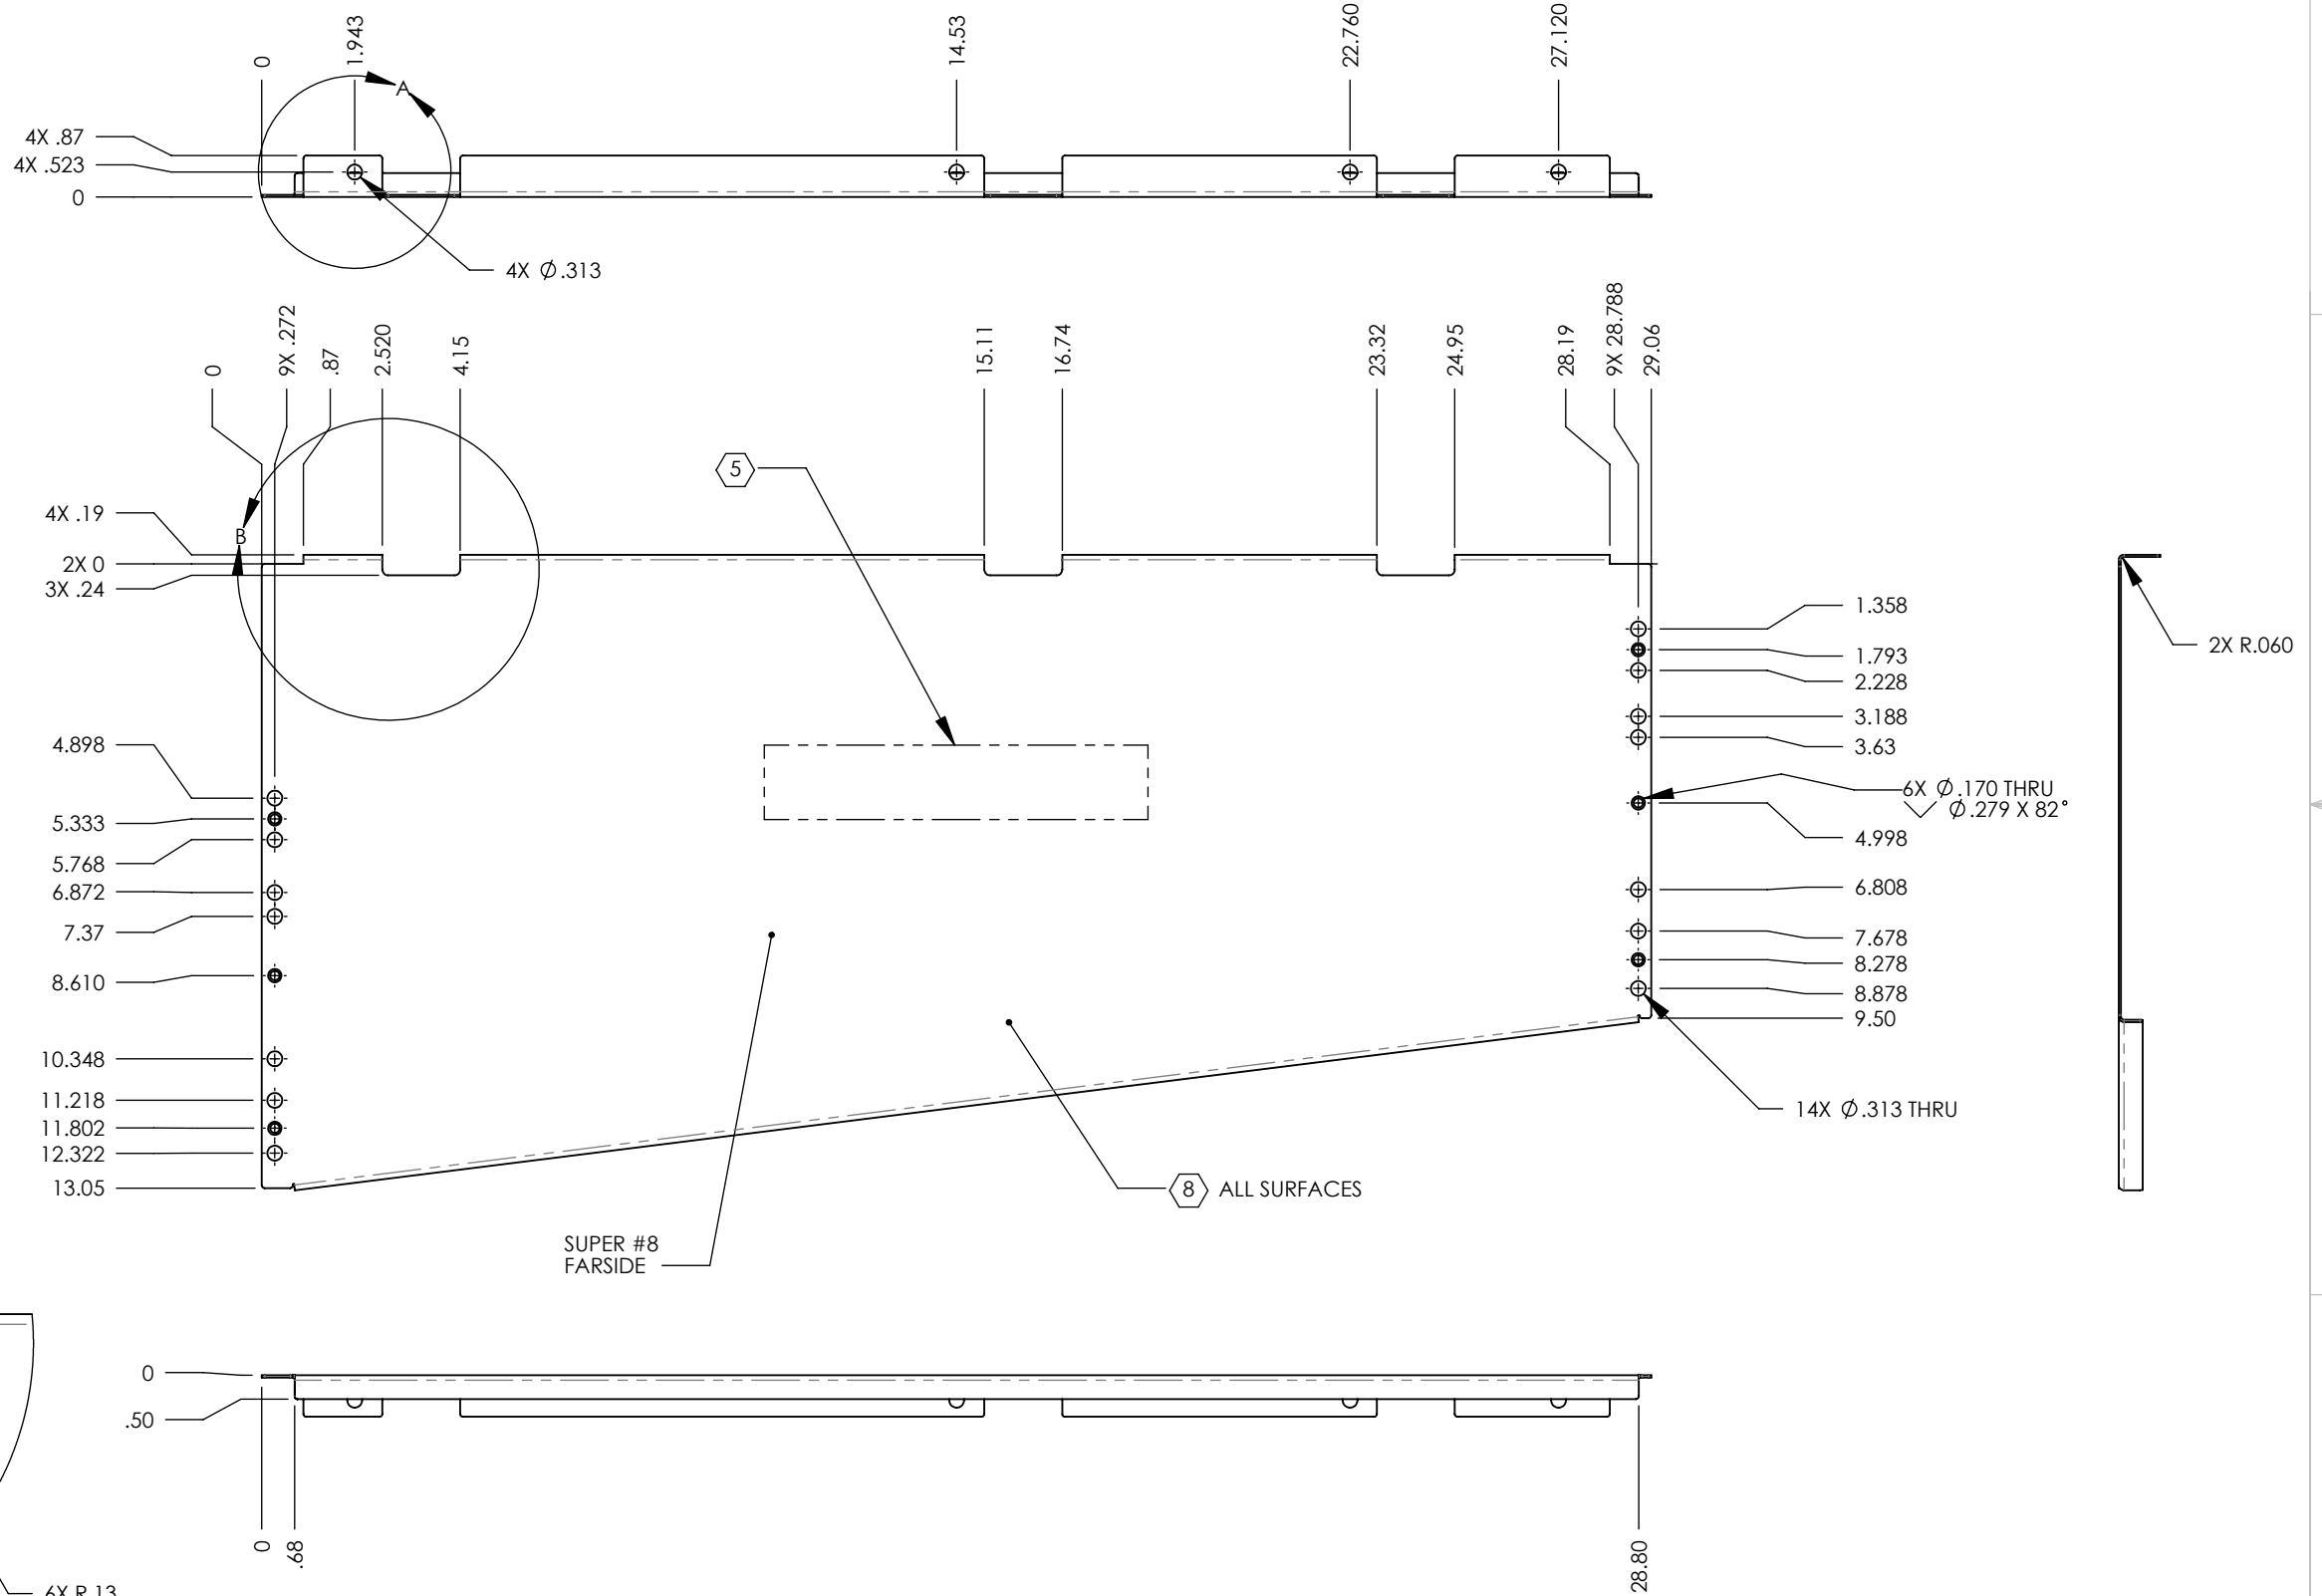 0
1.943
14.53
22.760
27.120
A
4X .87
4X .523
0
4X Ø.313
0
9X .272
.87
2.520
4.15
15.11
16.74
23.32
24.95
28.19
9X 28.788
29.06
5
4X .19
B
2X 0
3X .24
1.358
1.793
2.228
3.188
3.63
6X Ø.170 THRU
⌵ Ø.279 X 82°
4.998
6.808
7.678
8.278
8.878
9.50
2X R.060
4.898
5.333
5.768
6.872
7.37
8.610
10.348
11.218
11.802
12.322
13.05
14X Ø.313 THRU
8 ALL SURFACES
SUPER #8
FARSIDE
0
.50
0
.68
28.80
6X R.13